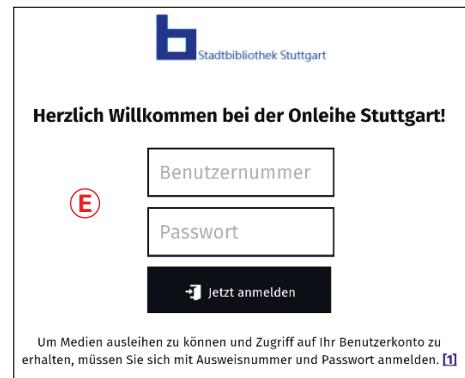 Stadtbibliothek Stuttgart
Herzlich Willkommen bei der Onleihe Stuttgart!
Benutzernummer
E
Passwort
Jetzt anmelden
Um Medien ausleihen zu können und Zugriff auf Ihr Benutzerkonto zu
erhalten, müssen Sie sich mit Ausweisnummer und Passwort anmelden. [1]